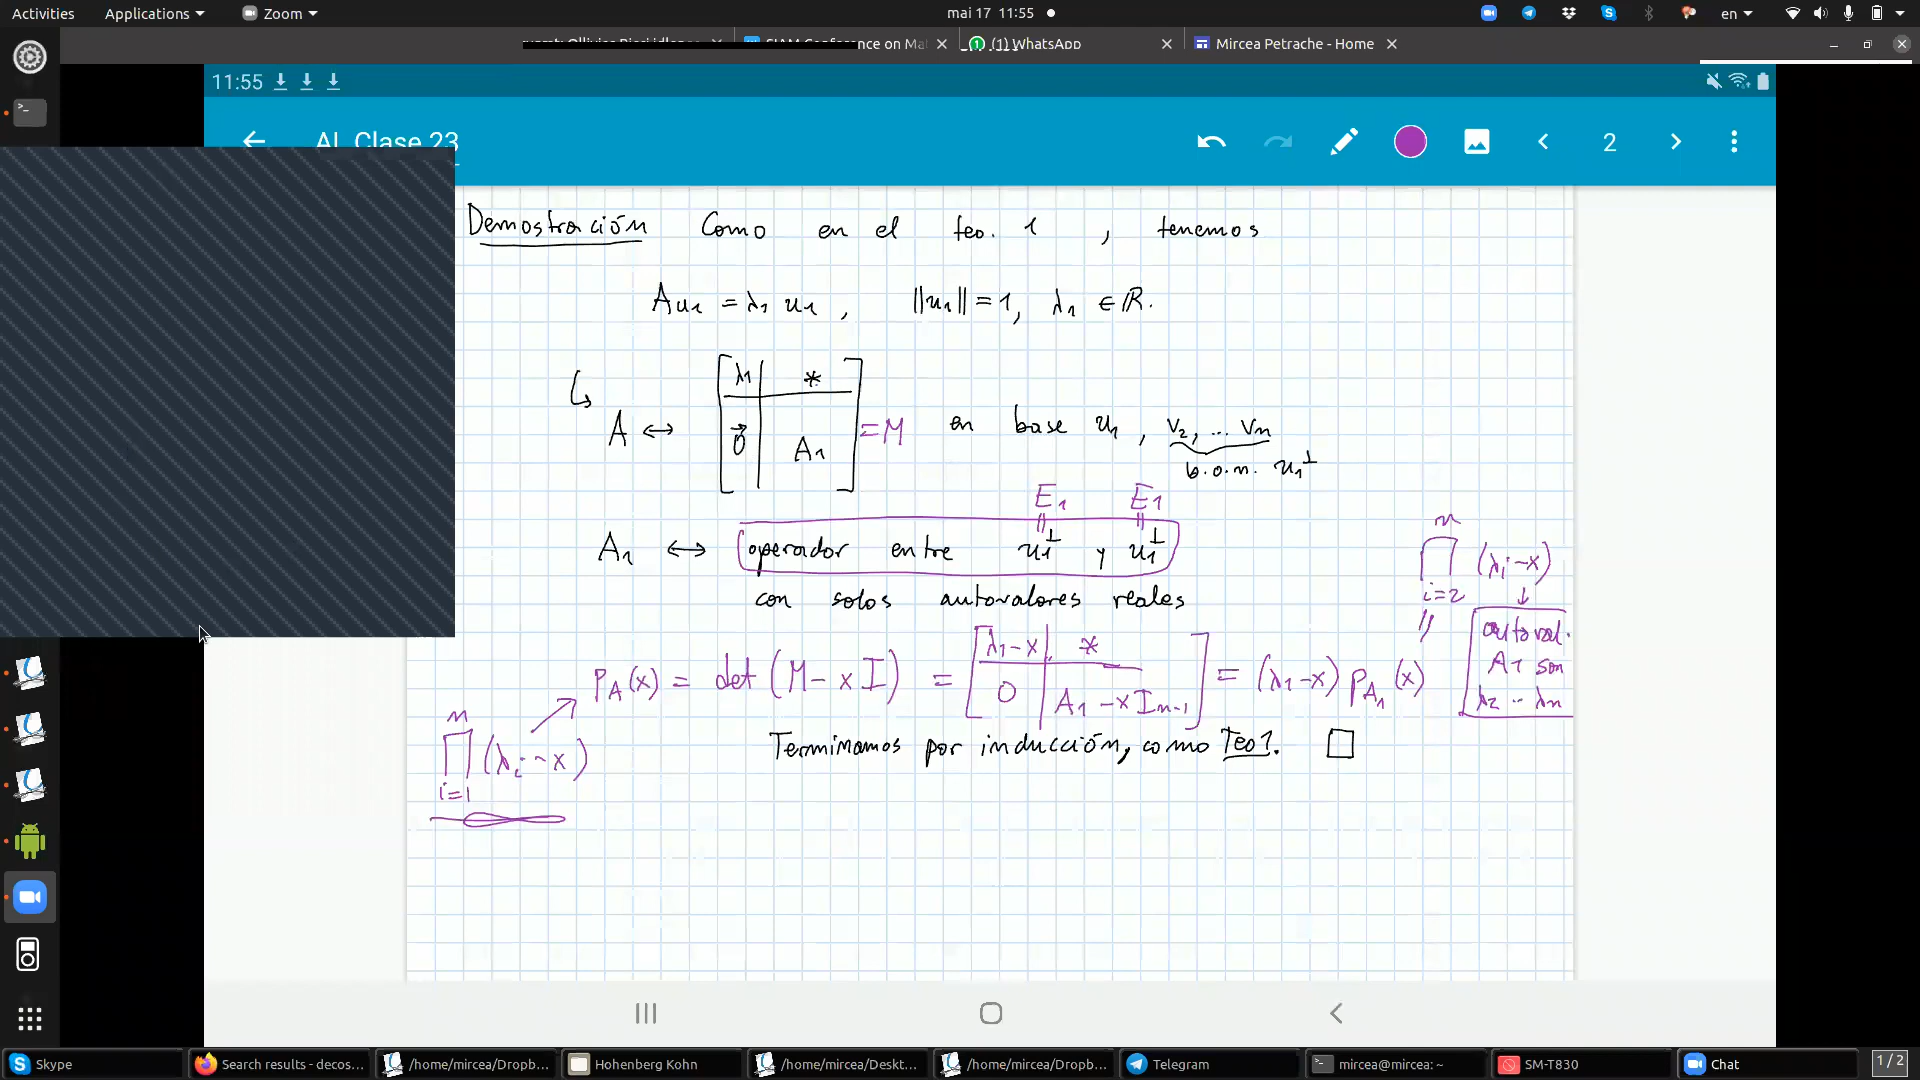 Activities Applications Zoom mai 17 11:55 en
(1) WhatsApp Mircea Petrache - Home
11:55
AL Clase 23 2
Demostración Como en el teo. 1 , tenemos
Au₁ = λ₁ u₁ , ||u₁|| = 1, λ₁ ∈ ℝ.
λ₁ *
A ↔ 0⃗ A₁ = M en base u₁ , v₂, ... vₙ
b.o.n. u₁^⊥
E₁ E₁
A₁ ↔ operador entre u₁^⊥ y u₁^⊥
con solos autovalores reales
n
∏ (λᵢ - x)
i=2
autoval.
A₁ son
λ₂ ·· λₙ
P_A(x) = det (M - xI) = [λ₁-x | * / 0 | A₁ - xIₙ₋₁] = (λ₁-x) P_A₁(x)
n
∏ (λᵢ - x)
i=1
Terminamos por inducción, como Teo 1. □
Skype Search results - decos... /home/mircea/Dropb... Hohenberg Kohn /home/mircea/Deskt... /home/mircea/Dropb... Telegram mircea@mircea: ~ SM-T830 Chat 1 / 2